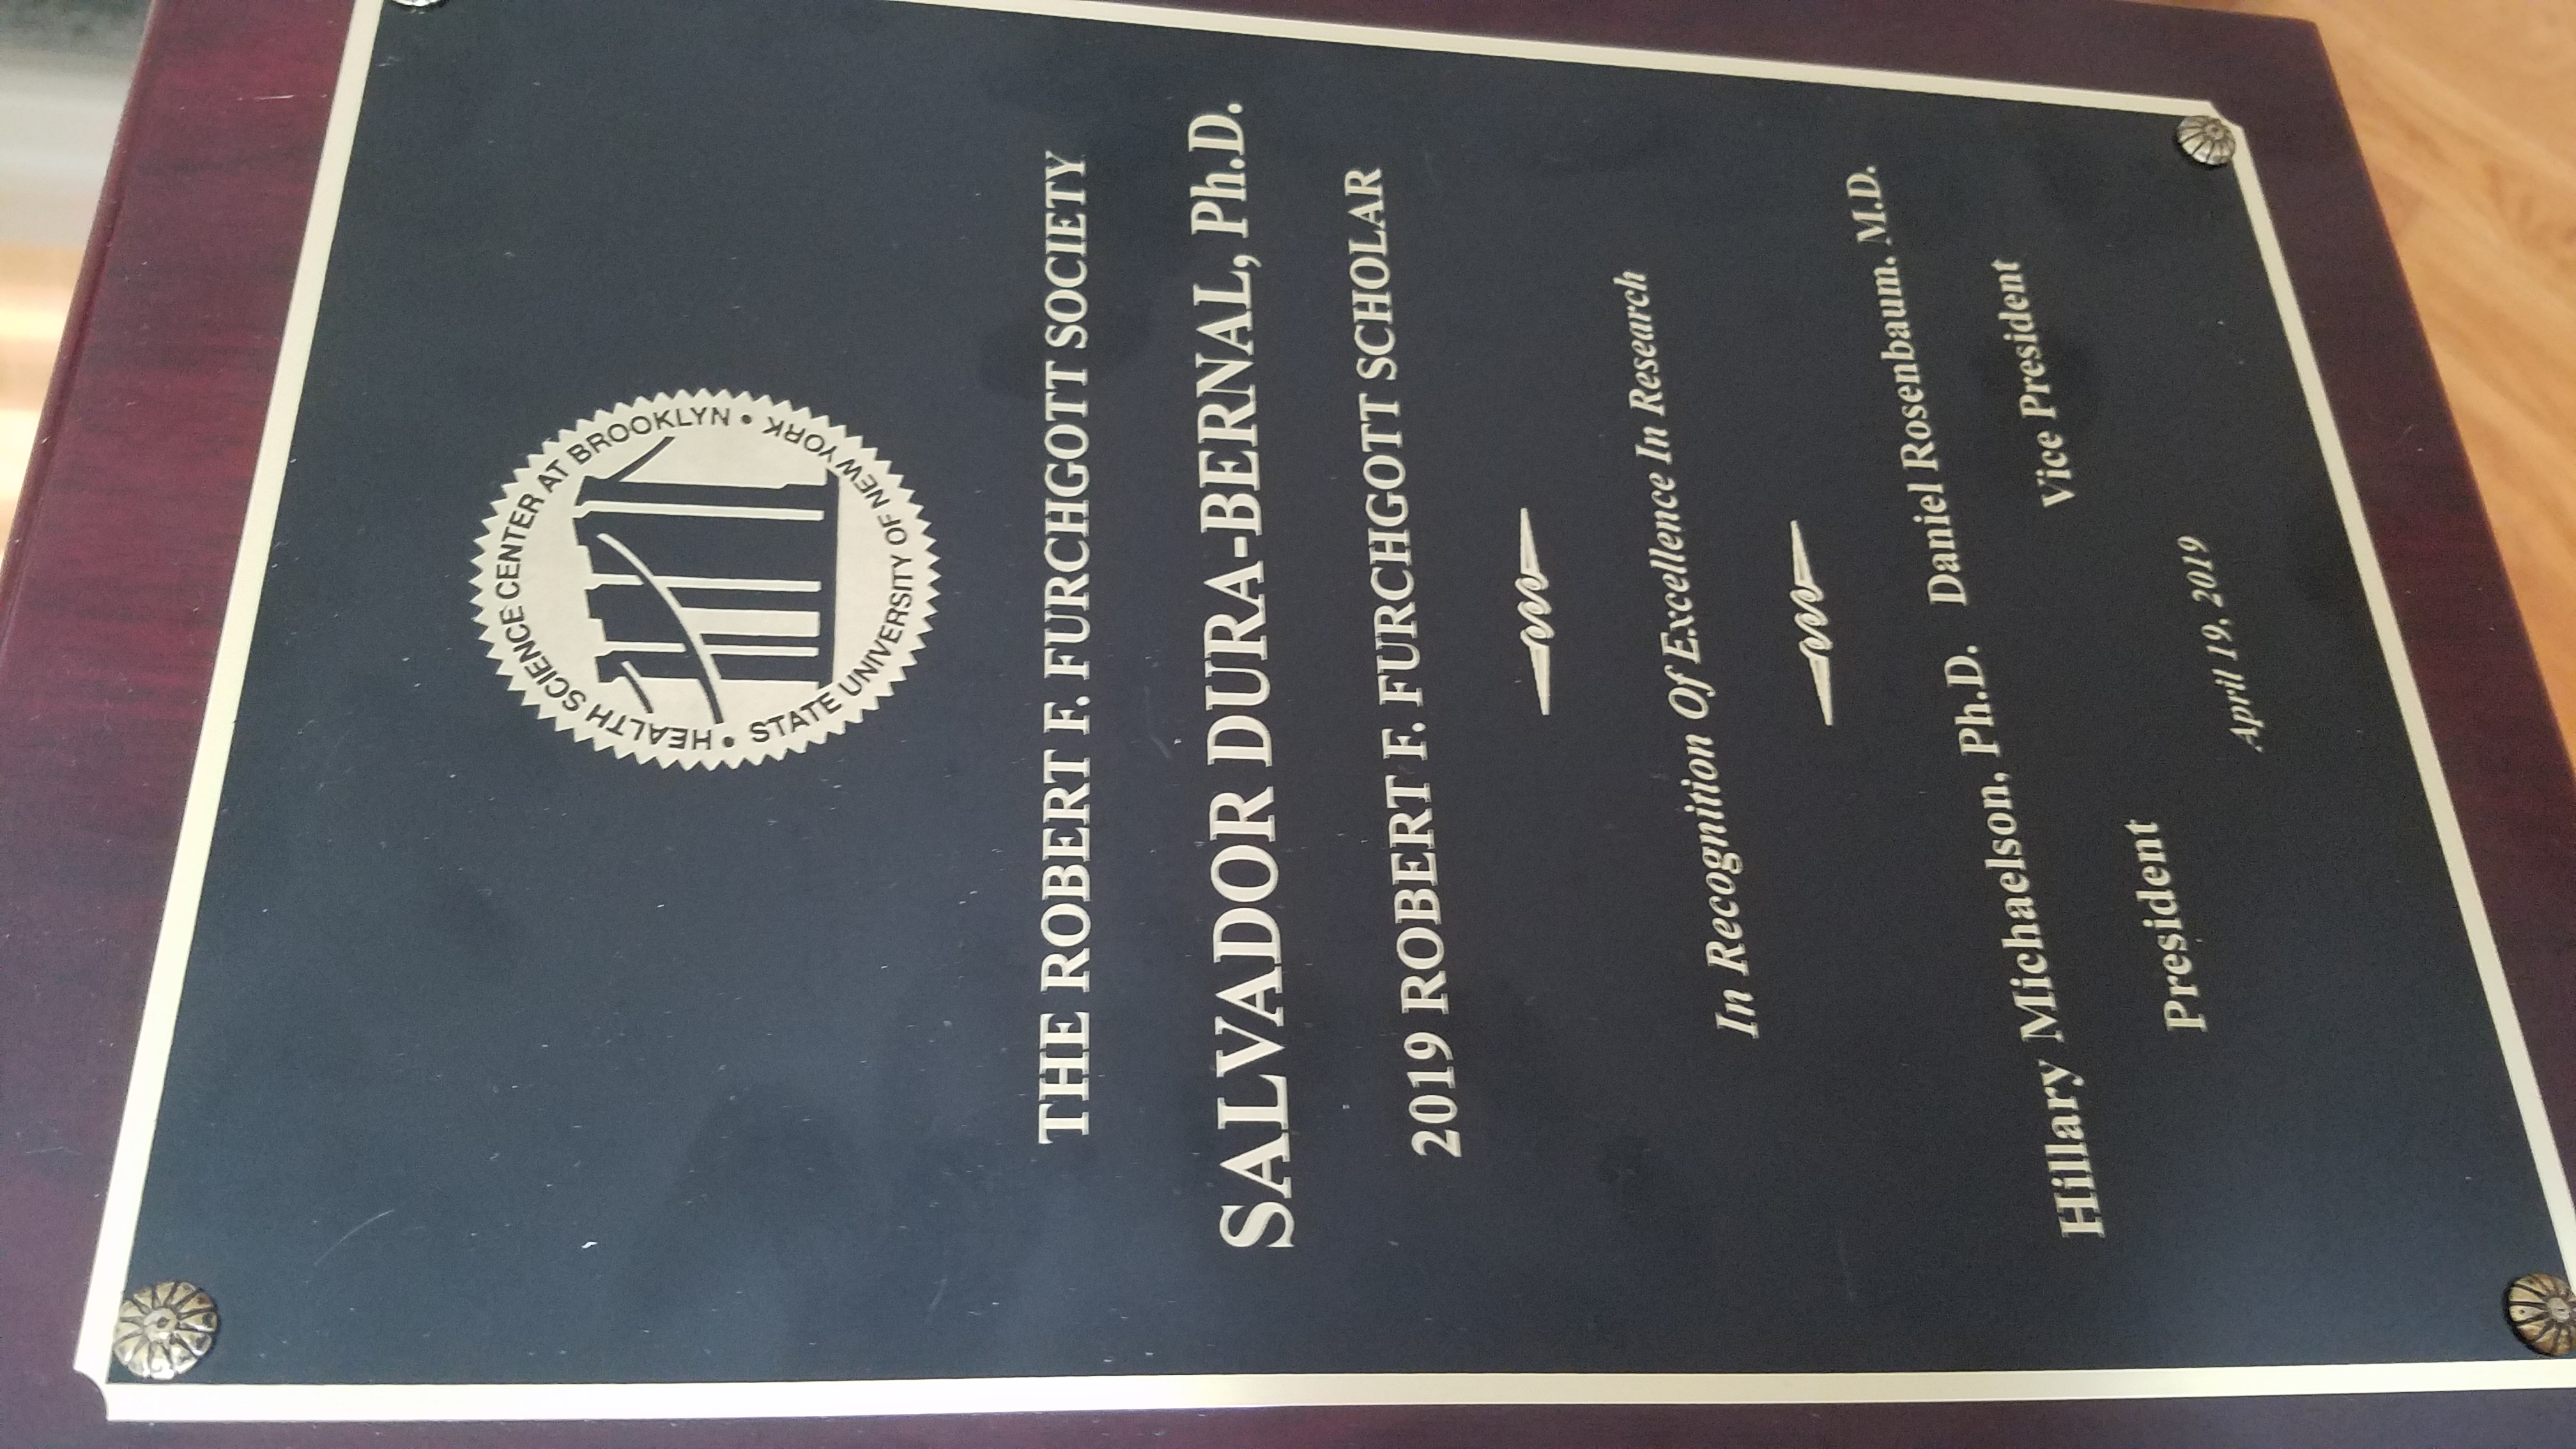 HEALTH SCIENCE CENTER AT BROOKLYN •
STATE UNIVERSITY OF NEW YORK •
THE ROBERT F. FURCHGOTT SOCIETY
SALVADOR DURA-BERNAL, Ph.D.
2019 ROBERT F. FURCHGOTT SCHOLAR
In Recognition Of Excellence In Research
Hillary Michaelson, Ph.D. Daniel Rosenbaum. M.D.
President Vice President
April 19, 2019